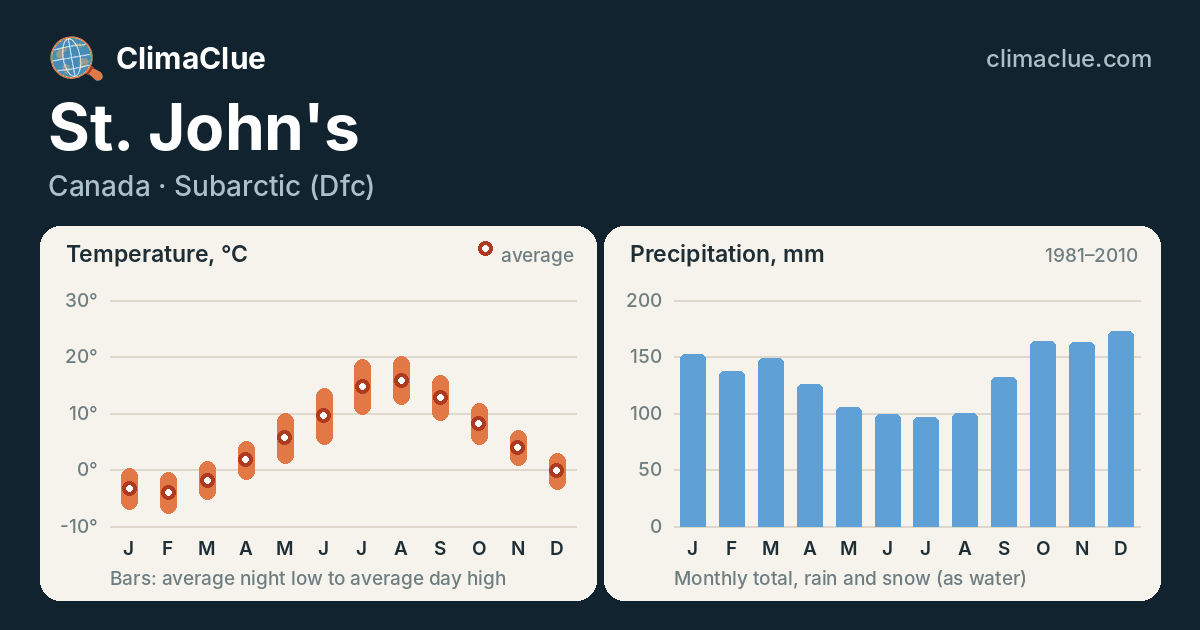 ClimaClue
climaclue.com
St. John's
Canada · Subarctic (Dfc)
Temperature, °C
average
30°
20°
10°
0°
-10°
J F M A M J J A S O N D
Bars: average night low to average day high
Precipitation, mm
1981–2010
200
150
100
50
0
J F M A M J J A S O N D
Monthly total, rain and snow (as water)